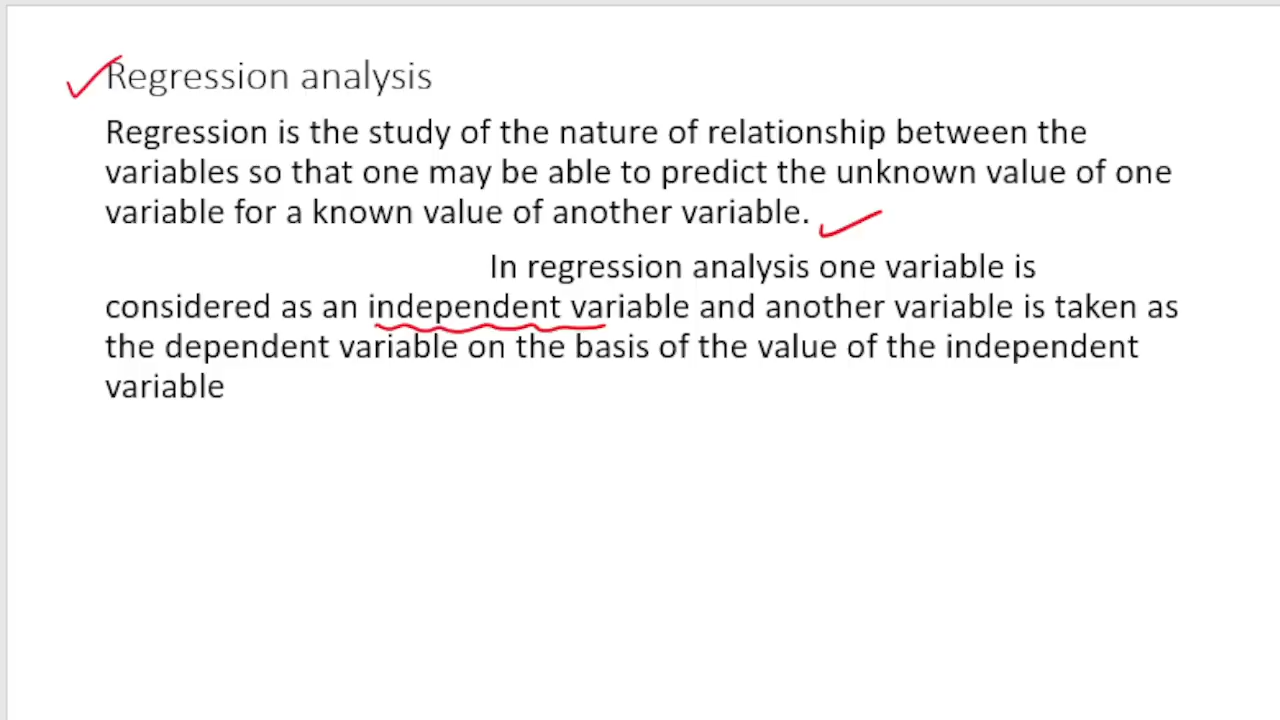 Regression analysis
Regression is the study of the nature of relationship between the
variables so that one may be able to predict the unknown value of one
variable for a known value of another variable.
In regression analysis one variable is
considered as an independent variable and another variable is taken as
the dependent variable on the basis of the value of the independent
variable